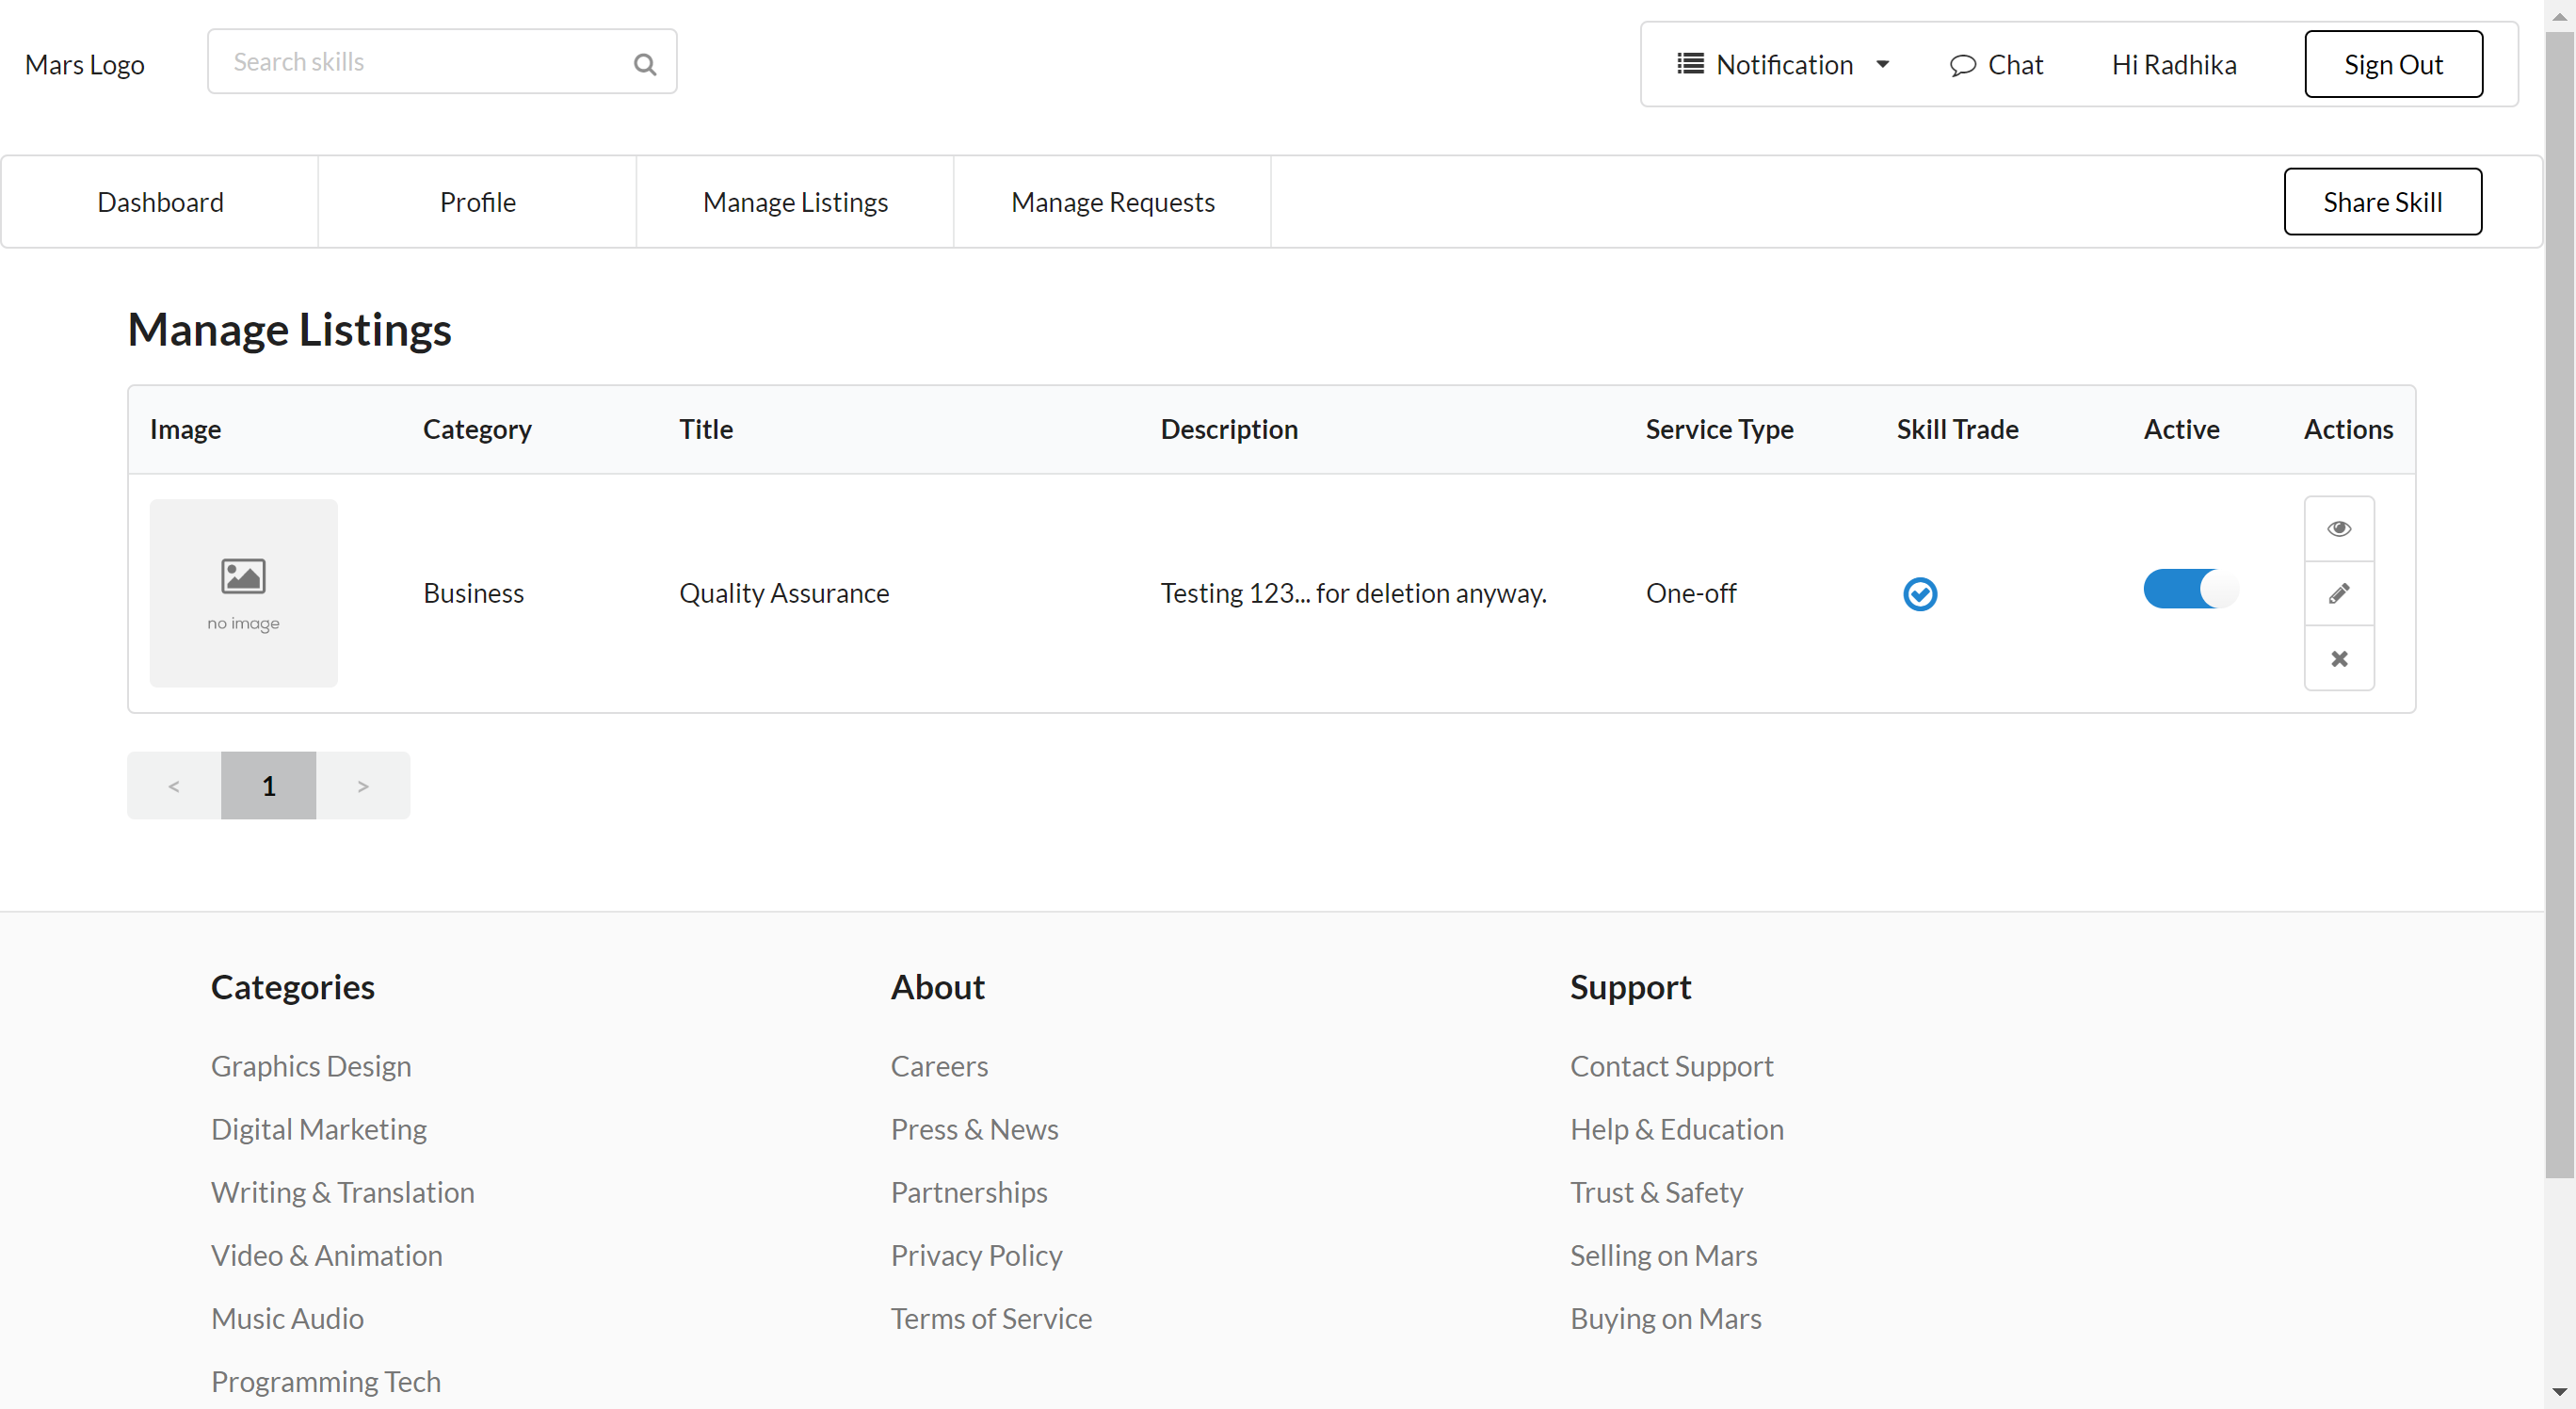 Mars Logo
Search skills
Notification
Chat
Hi Radhika
Sign Out
Dashboard
Profile
Manage Listings
Manage Requests
Share Skill
Manage Listings
Image Category Title Description Service Type Skill Trade Active Actions
no image
Business Quality Assurance Testing 123... for deletion anyway. One-off
< 1 >
Categories
Graphics Design
Digital Marketing
Writing & Translation
Video & Animation
Music Audio
Programming Tech
About
Careers
Press & News
Partnerships
Privacy Policy
Terms of Service
Support
Contact Support
Help & Education
Trust & Safety
Selling on Mars
Buying on Mars